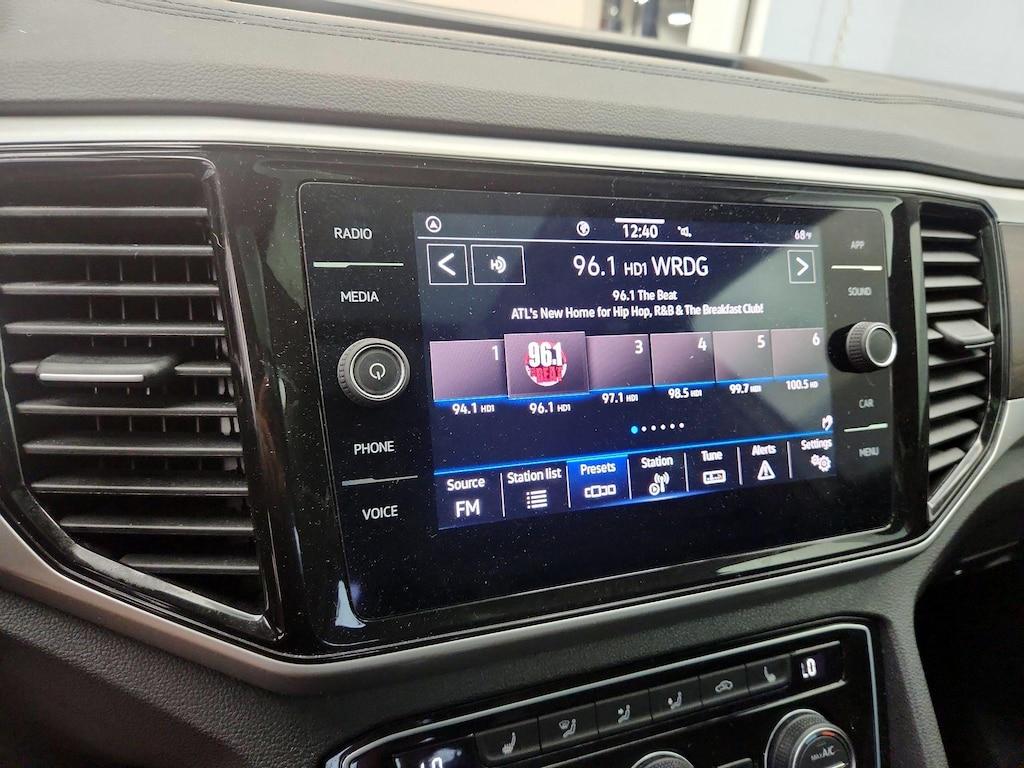 RADIO
MEDIA
PHONE
VOICE
12:40
68°F
96.1 HD1 WRDG
96.1 The Beat
ATL's New Home for Hip Hop, R&B & The Breakfast Club!
1
96.1
THE BEAT
3
4
5
6
94.1 HD1
96.1 HD1
97.1 HD1
98.5 HD1
99.7 HD1
100.5 HD
Source
FM
Station list
Presets
Station
Tune
Alerts
Settings
APP
SOUND
CAR
MENU
LO
LO
MAX A/C